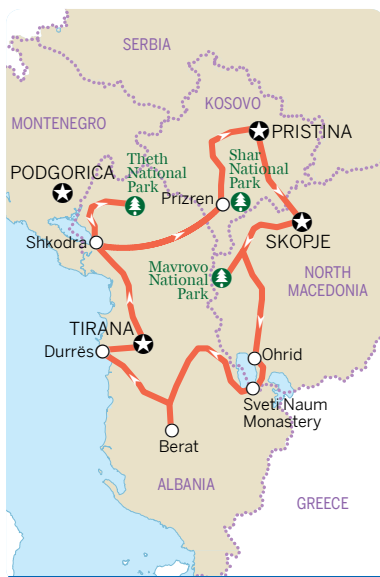 SERBIA
KOSOVO
MONTENEGRO
PRISTINA
Theth
National
Park
Shar
National
Park
PODGORICA
Prizren
Shkodra
SKOPJE
Mavrovo
National
Park
NORTH
MACEDONIA
TIRANA
Durrës
Ohrid
Sveti Naum
Monastery
Berat
ALBANIA
GREECE